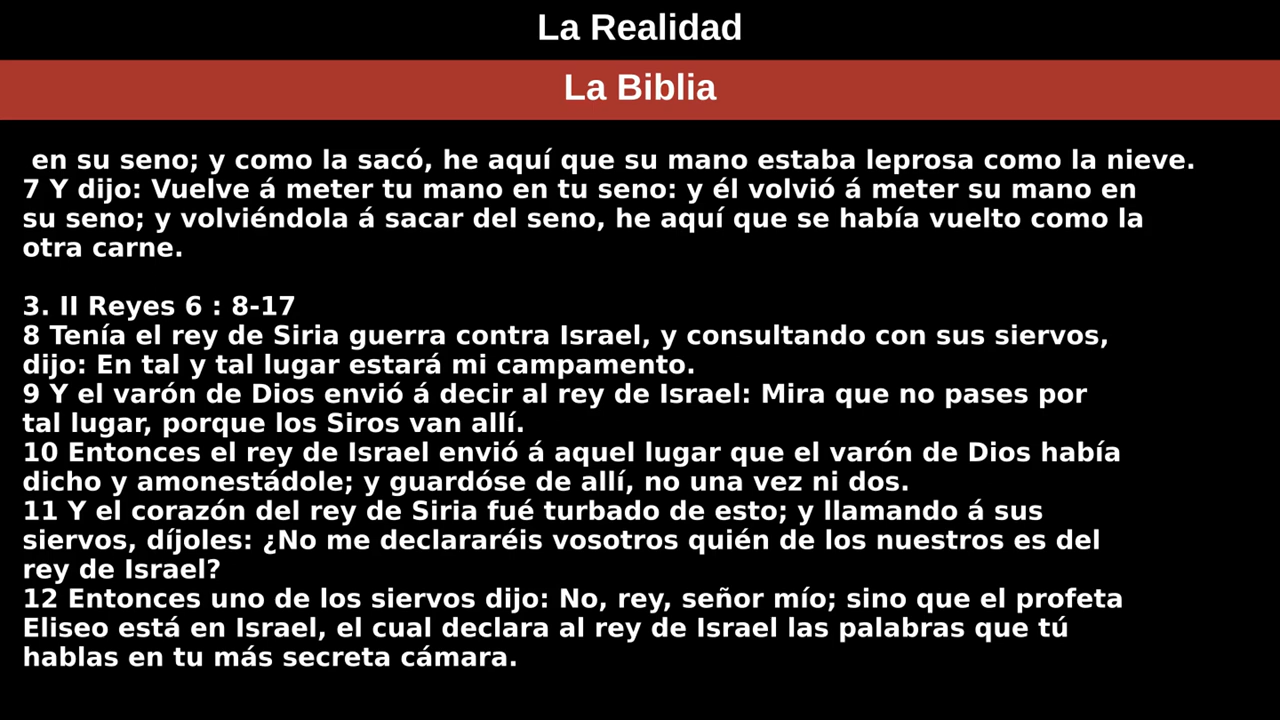 La Realidad
La Biblia
en su seno; y como la sacó, he aquí que su mano estaba leprosa como la nieve.
7 Y dijo: Vuelve á meter tu mano en tu seno: y él volvió á meter su mano en
su seno; y volviéndola á sacar del seno, he aquí que se había vuelto como la
otra carne.
3. II Reyes 6 : 8-17
8 Tenía el rey de Siria guerra contra Israel, y consultando con sus siervos,
dijo: En tal y tal lugar estará mi campamento.
9 Y el varón de Dios envió á decir al rey de Israel: Mira que no pases por
tal lugar, porque los Siros van allí.
10 Entonces el rey de Israel envió á aquel lugar que el varón de Dios había
dicho y amonestádole; y guardóse de allí, no una vez ni dos.
11 Y el corazón del rey de Siria fué turbado de esto; y llamando á sus
siervos, díjoles: ¿No me declararéis vosotros quién de los nuestros es del
rey de Israel?
12 Entonces uno de los siervos dijo: No, rey, señor mío; sino que el profeta
Eliseo está en Israel, el cual declara al rey de Israel las palabras que tú
hablas en tu más secreta cámara.